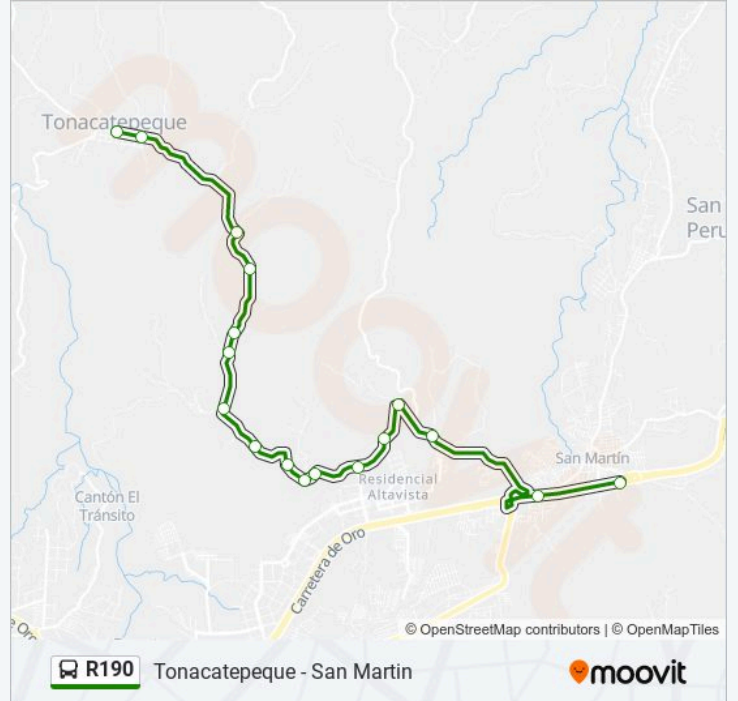 Tonacatepeque
San
Peru
Residencial
Altavista
San Martín
Cantón El
Tránsito
Carretera de Oro
e Oro
© OpenStreetMap contributors | © OpenMapTiles
R190 Tonacatepeque - San Martin
moovit